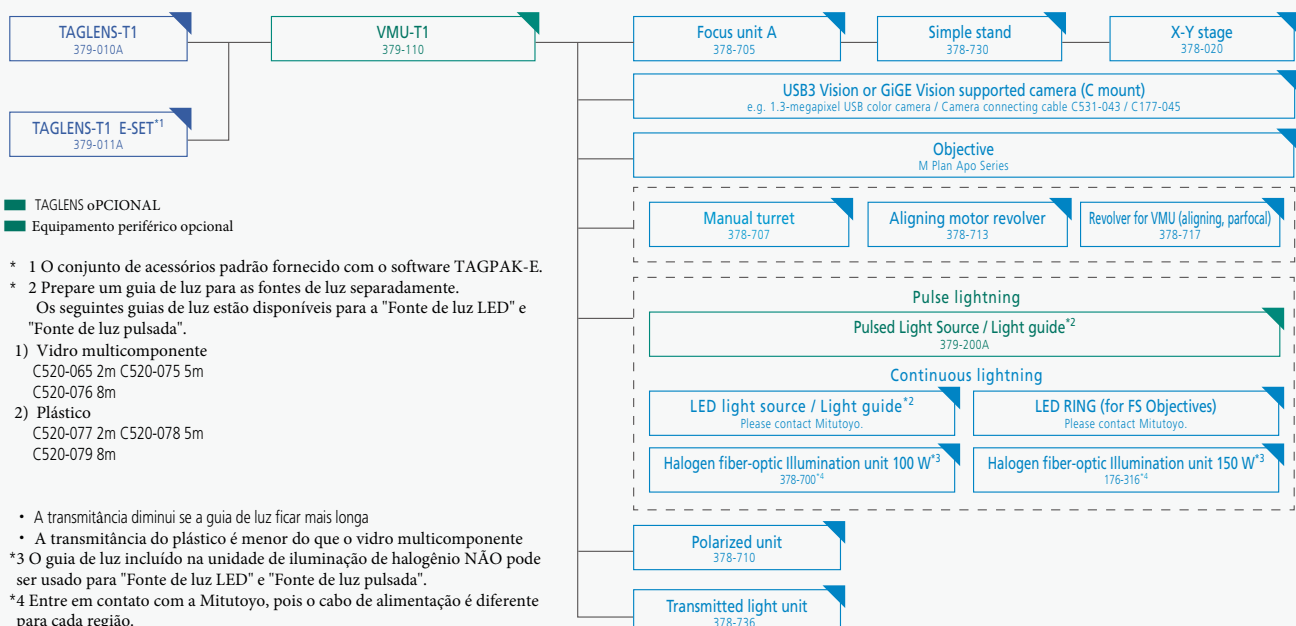 TAGLENS-T1
379-010A
VMU-T1
379-110
Focus unit A
378-705
Simple stand
378-730
X-Y stage
378-020
TAGLENS-T1 E-SET*1
379-011A
USB3 Vision or GiGE Vision supported camera (C mount)
e.g. 1.3-megapixel USB color camera / Camera connecting cable C531-043 / C177-045
Objective
M Plan Apo Series
Manual turret
378-707
Aligning motor revolver
378-713
Revolver for VMU (aligning, parfocal)
378-717
Pulse lightning
Pulsed Light Source / Light guide*2
379-200A
Continuous lightning
LED light source / Light guide*2
Please contact Mitutoyo.
LED RING (for FS Objectives)
Please contact Mitutoyo.
Halogen fiber-optic Illumination unit 100 W*3
378-700*4
Halogen fiber-optic Illumination unit 150 W*3
176-316*4
Polarized unit
378-710
Transmitted light unit
378-736
TAGLENS oPCIONAL
Equipamento periférico opcional
* 1 O conjunto de acessórios padrão fornecido com o software TAGPAK-E.
* 2 Prepare um guia de luz para as fontes de luz separadamente.
Os seguintes guias de luz estão disponíveis para a "Fonte de luz LED" e
"Fonte de luz pulsada".
1) Vidro multicomponente
C520-065 2m C520-075 5m
C520-076 8m
2) Plástico
C520-077 2m C520-078 5m
C520-079 8m
• A transmitância diminui se a guia de luz ficar mais longa
• A transmitância do plástico é menor do que o vidro multicomponente
*3 O guia de luz incluído na unidade de iluminação de halogênio NÃO pode
ser usado para "Fonte de luz LED" e "Fonte de luz pulsada".
*4 Entre em contato com a Mitutoyo, pois o cabo de alimentação é diferente
para cada região.